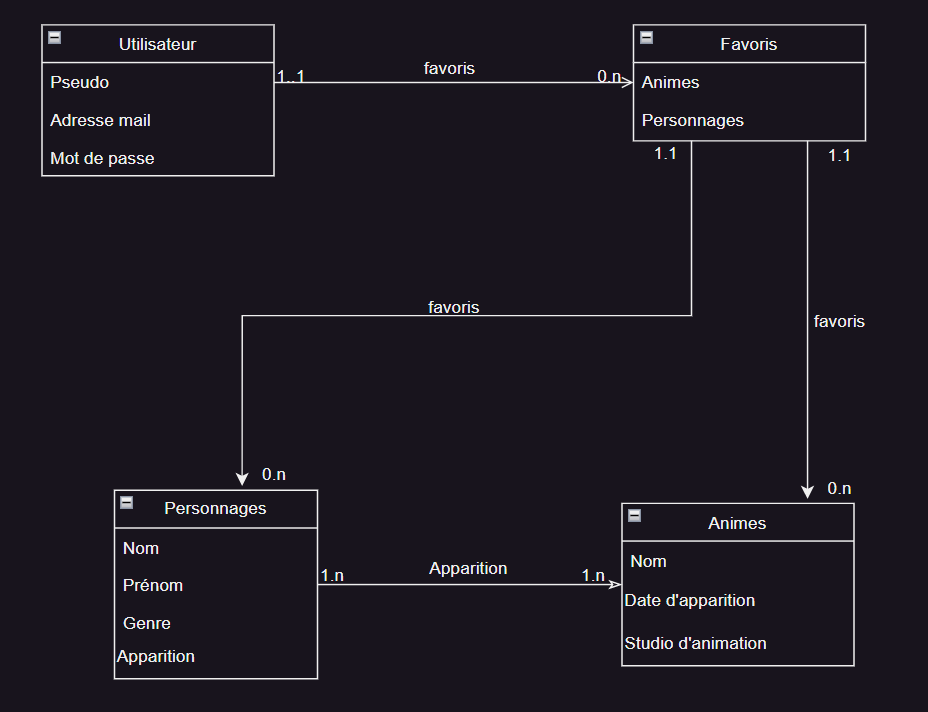 Utilisateur
Pseudo
Adresse mail
Mot de passe
1..1
favoris
0.n
Favoris
Animes
Personnages
1.1
1.1
favoris
favoris
0.n
0.n
Personnages
Nom
Prénom
Genre
Apparition
1.n
Apparition
1.n
Animes
Nom
Date d'apparition
Studio d'animation